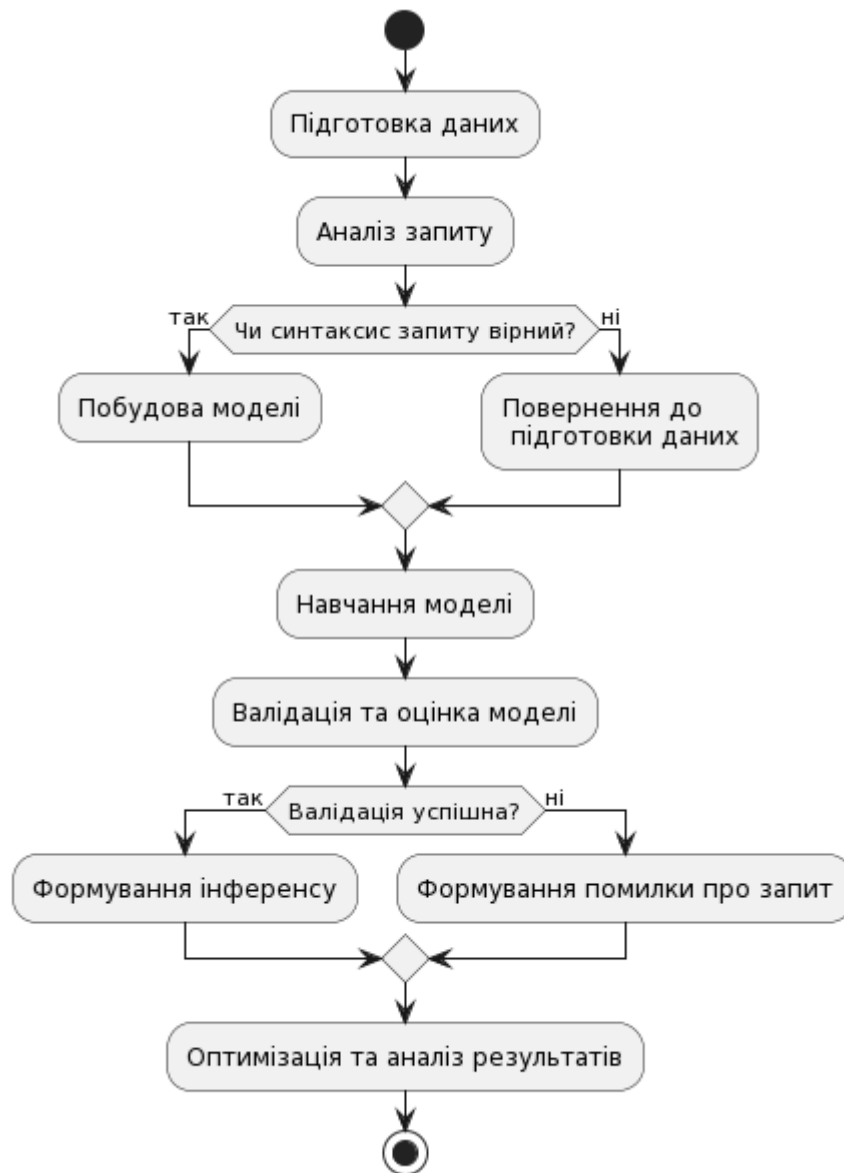 Підготовка даних
Аналіз запиту
так
Чи синтаксис запиту вірний?
ні
Побудова моделі
Повернення до
підготовки даних
Навчання моделі
Валідація та оцінка моделі
так
Валідація успішна?
ні
Формування інференсу
Формування помилки про запит
Оптимізація та аналіз результатів